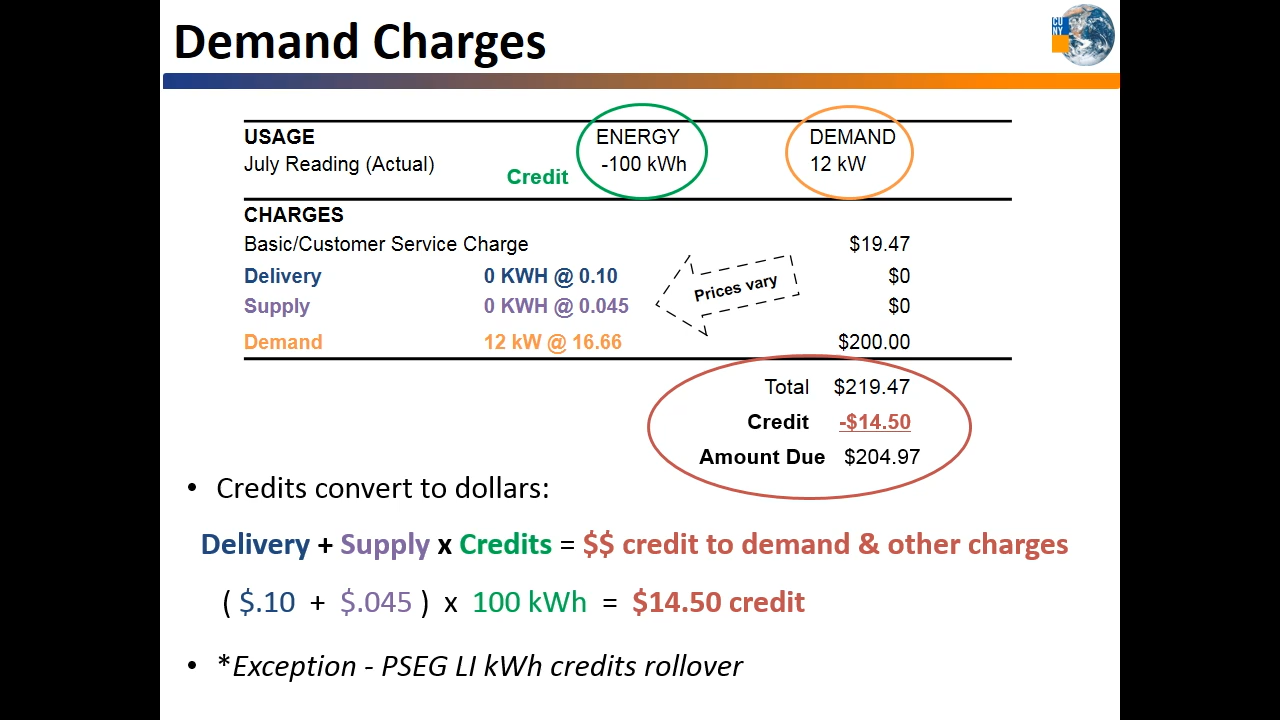 Demand Charges
CU
NY
USAGE ENERGY DEMAND
July Reading (Actual) Credit -100 kWh 12 kW
CHARGES
Basic/Customer Service Charge $19.47
Delivery 0 KWH @ 0.10 $0
Prices vary
Supply 0 KWH @ 0.045 $0
Demand 12 kW @ 16.66 $200.00
Total $219.47
Credit -$14.50
Amount Due $204.97
• Credits convert to dollars:
Delivery + Supply x Credits = $$ credit to demand & other charges
( $.10 + $.045 ) x 100 kWh = $14.50 credit
• *Exception - PSEG LI kWh credits rollover